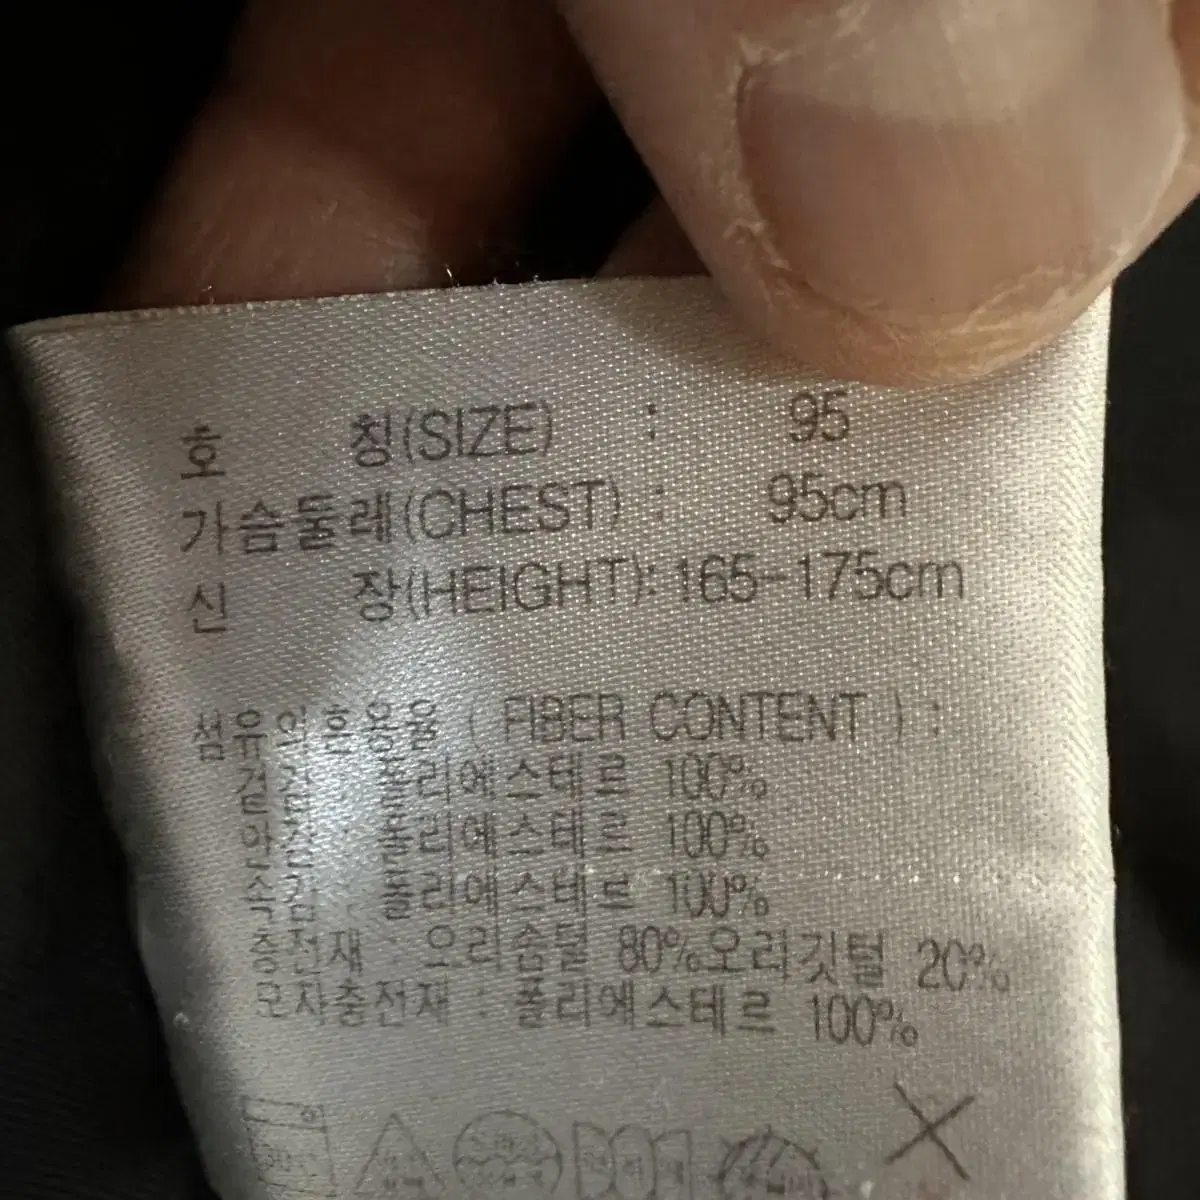 호 칭(SIZE) : 95
가슴둘레(CHEST) : 95cm
신 장(HEIGHT): 165-175cm
섬유의혼용율 ( FIBER CONTENT ) :
겉감 : 폴리에스테르 100%
안감 : 폴리에스테르 100%
속감 : 폴리에스테르 100%
충전재 : 오리솜털 80%오리깃털 20%
모자충전재 : 폴리에스테르 100%